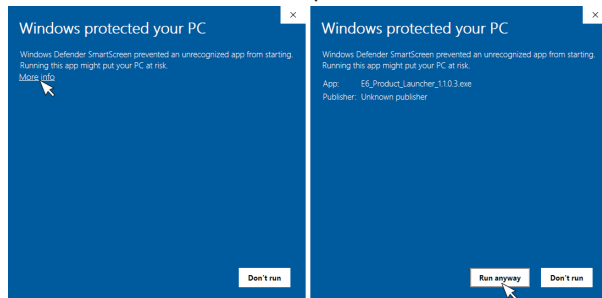 Windows protected your PC
Windows Defender SmartScreen prevented an unrecognized app from starting.
Running this app might put your PC at risk.
More info
Don't run
Windows protected your PC
Windows Defender SmartScreen prevented an unrecognized app from starting.
Running this app might put your PC at risk.
App: E6_Product_Launcher_1.1.0.3.exe
Publisher: Unknown publisher
Run anyway Don't run